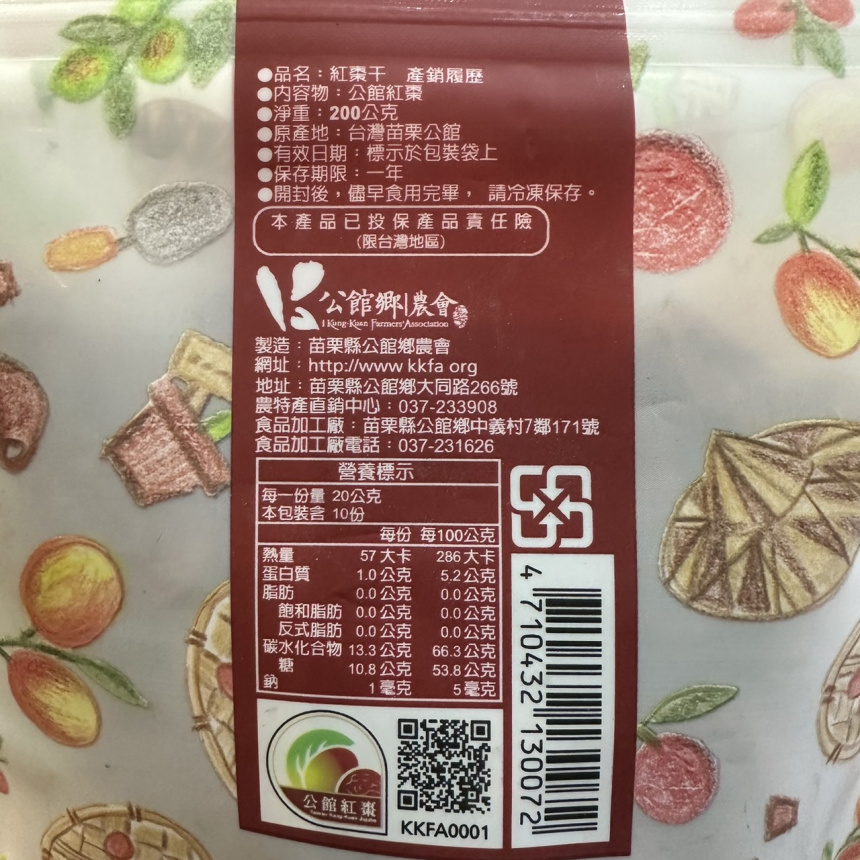 ●品名：紅棗干 產銷履歷
●內容物：公館紅棗
●淨重：200公克
●原產地：台灣苗栗公館
●有效日期：標示於包裝袋上
●保存期限：一年
●開封後，儘早食用完畢， 請冷凍保存。
本產品已投保產品責任險
(限台灣地區)
公館鄉農會
Kung-Kuan Farmers' Association
製造：苗栗縣公館鄉農會
網址：http://www kkfa org
地址：苗栗縣公館鄉大同路266號
農特產直銷中心：037-233908
食品加工廠：苗栗縣公館鄉中義村7鄰171號
食品加工廠電話：037-231626
營養標示
每一份量 20公克
本包裝含 10份
每份 每100公克
熱量 57大卡 286大卡
蛋白質 1.0公克 5.2公克
脂肪 0.0公克 0.0公克
飽和脂肪 0.0公克 0.0公克
反式脂肪 0.0公克 0.0公克
碳水化合物 13.3公克 66.3公克
糖 10.8公克 53.8公克
鈉 1毫克 5毫克
公館紅棗
KKFA0001
4 710432 130072